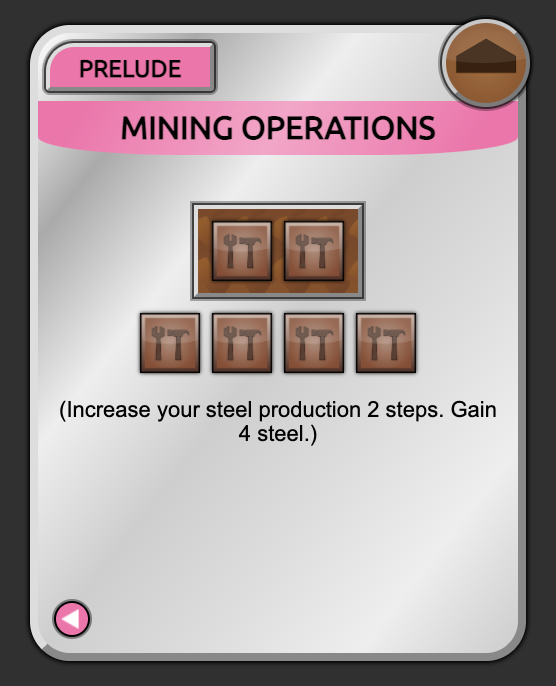 PRELUDE
MINING OPERATIONS
(Increase your steel production 2 steps. Gain
4 steel.)